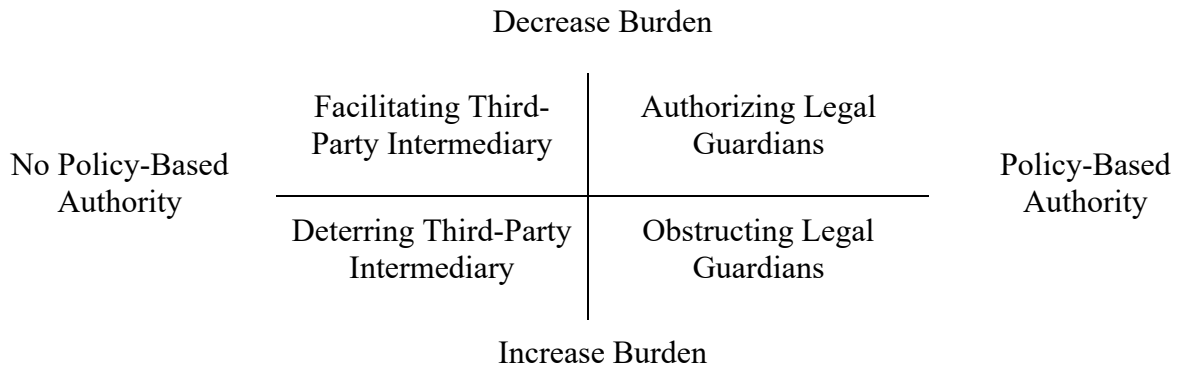 Decrease Burden
Facilitating Third-
Party Intermediary
Authorizing Legal
Guardians
No Policy-Based
Authority
Policy-Based
Authority
Deterring Third-Party
Intermediary
Obstructing Legal
Guardians
Increase Burden